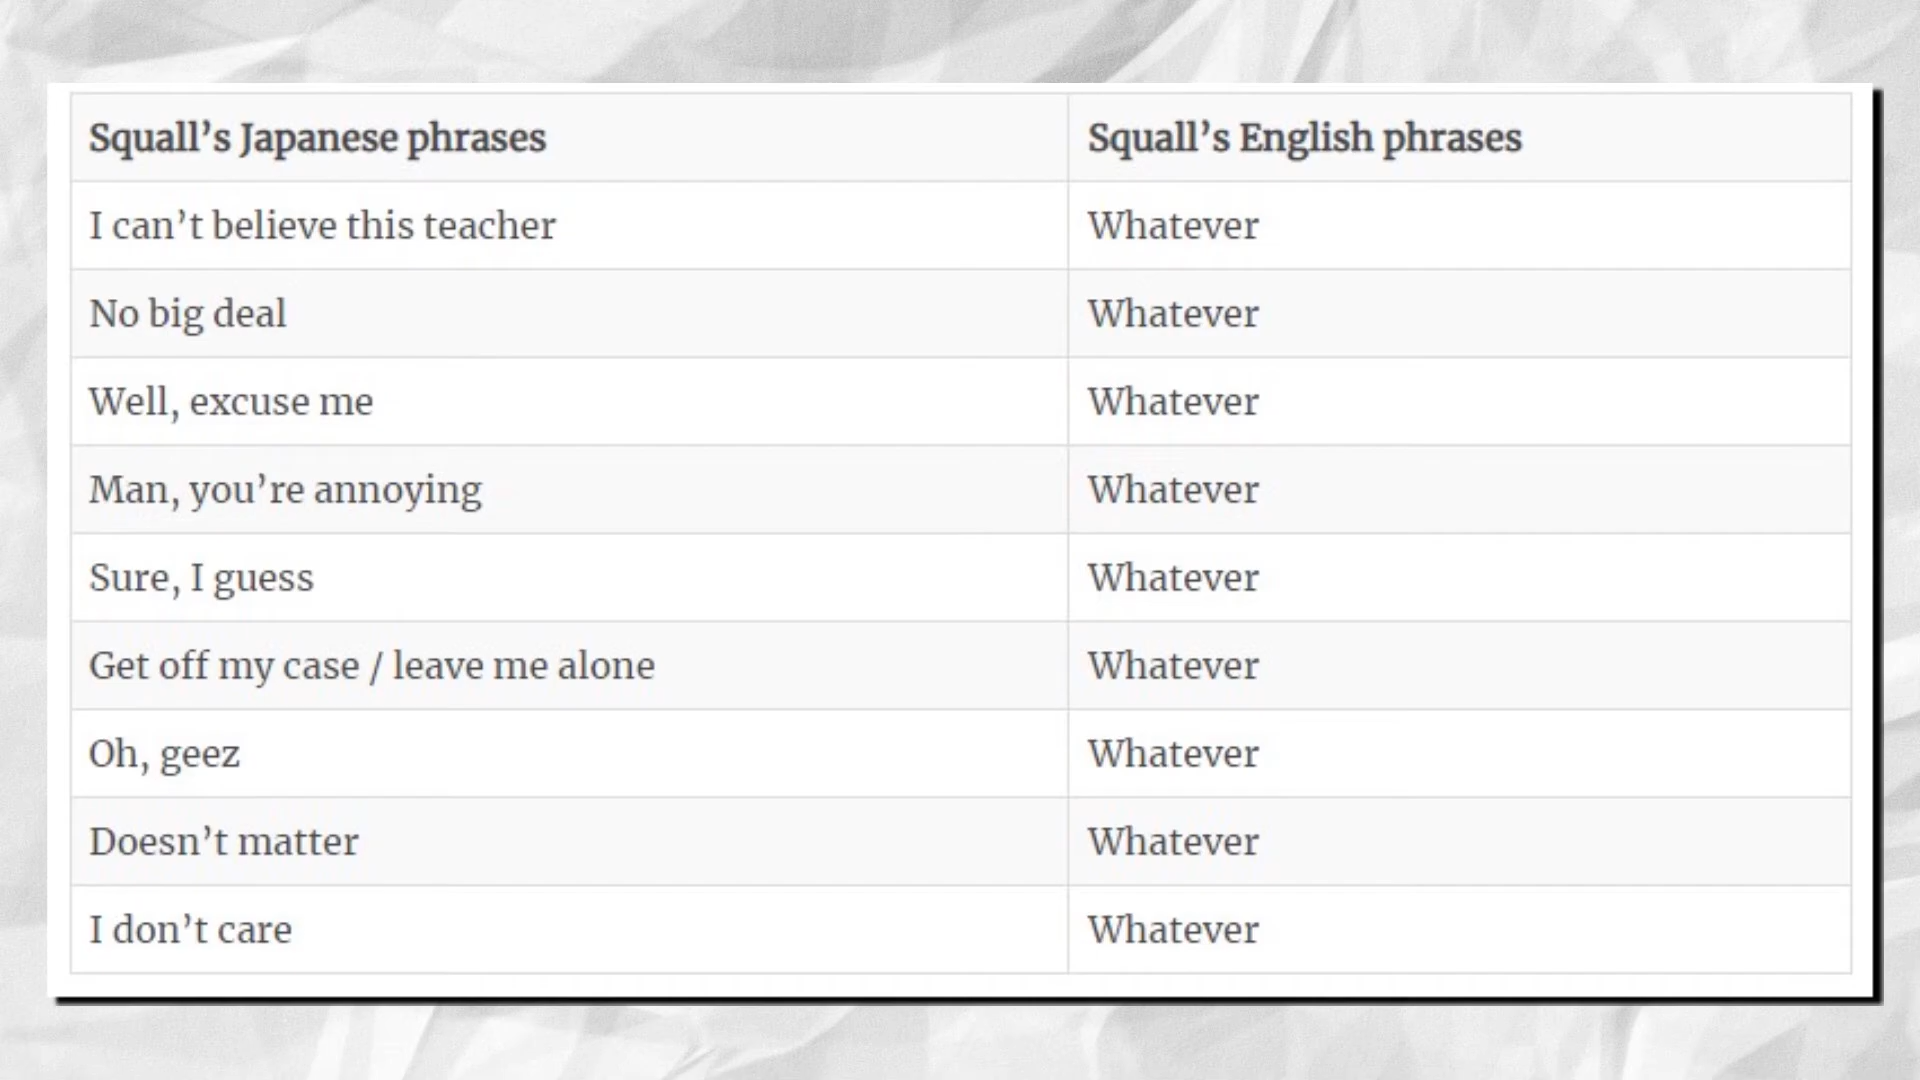 Squall’s Japanese phrases Squall’s English phrases
I can’t believe this teacher Whatever
No big deal Whatever
Well, excuse me Whatever
Man, you’re annoying Whatever
Sure, I guess Whatever
Get off my case / leave me alone Whatever
Oh, geez Whatever
Doesn’t matter Whatever
I don’t care Whatever